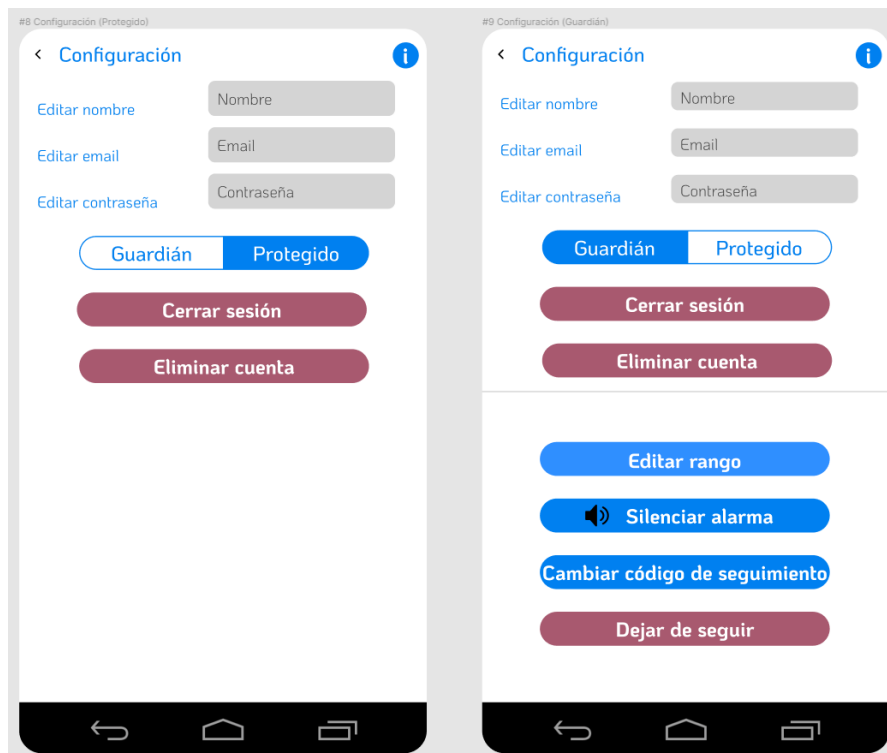 #8 Configuración (Protegido)
Configuración
i
Editar nombre
Nombre
Editar email
Email
Editar contraseña
Contraseña
Guardián
Protegido
Cerrar sesión
Eliminar cuenta
#9 Configuración (Guardián)
Configuración
i
Editar nombre
Nombre
Editar email
Email
Editar contraseña
Contraseña
Guardián
Protegido
Cerrar sesión
Eliminar cuenta
Editar rango
Silenciar alarma
Cambiar código de seguimiento
Dejar de seguir